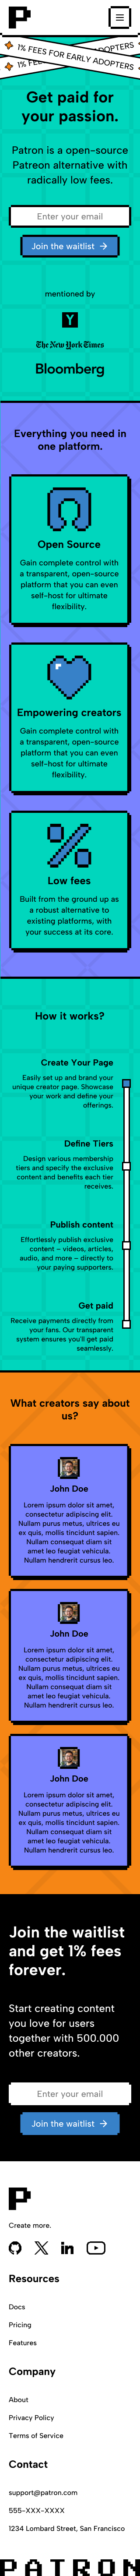 P
1% FEES FOR EARLY ADOPTERS
ADOPTERS
1% FEE
Get paid for
your passion.
Patreon is a open-source
Patreon alternative with
radically low fees.
Enter your email
Join the waitlist →
mentioned by
Y
The New York Times
Bloomberg
Everything you need in
one platform.
Open Source
Gain complete control with
a transparent, open-source
platform that you can even
self-host for ultimate
flexibility.
Empowering creators
Gain complete control with
a transparent, open-source
platform that you can even
self-host for ultimate
flexibility.
Low fees
Built from the ground up as
a robust alternative to
existing platforms, with
your success at its core.
How it works?
Create Your Page
Easily set up and brand your
unique creator page. Showcase
your work and define your
offerings.
Define Tiers
Design various membership
tiers and specify the exclusive
content and benefits each tier
receives.
Publish content
Effortlessly publish exclusive
content – videos, articles,
audio, and more – directly to
your paying supporters.
Get paid
Receive payments directly from
your fans. Our transparent
system ensures you'll get paid
seamlessly.
What creators say about
us?
John Doe
Lorem ipsum dolor sit amet,
consectetur adipiscing elit.
Nullam purus metus, ultrices eu
ex quis, mollis tincidunt sapien.
Nullam consequat diam sit
amet leo feugiat vehicula.
Nullam hendrerit cursus leo.
John Doe
Lorem ipsum dolor sit amet,
consectetur adipiscing elit.
Nullam purus metus, ultrices eu
ex quis, mollis tincidunt sapien.
Nullam consequat diam sit
amet leo feugiat vehicula.
Nullam hendrerit cursus leo.
John Doe
Lorem ipsum dolor sit amet,
consectetur adipiscing elit.
Nullam purus metus, ultrices eu
ex quis, mollis tincidunt sapien.
Nullam consequat diam sit
amet leo feugiat vehicula.
Nullam hendrerit cursus leo.
Join the waitlist
and get 1% fees
forever.
Start creating content
you love for users
together with 500.000
other creators.
Enter your email
Join the waitlist →
P
Create more.
in
Resources
Docs
Pricing
Features
Company
About
Privacy Policy
Terms of Service
Contact
support@patron.com
555-XXX-XXXX
1234 Lombard Street, San Francisco
PATRON